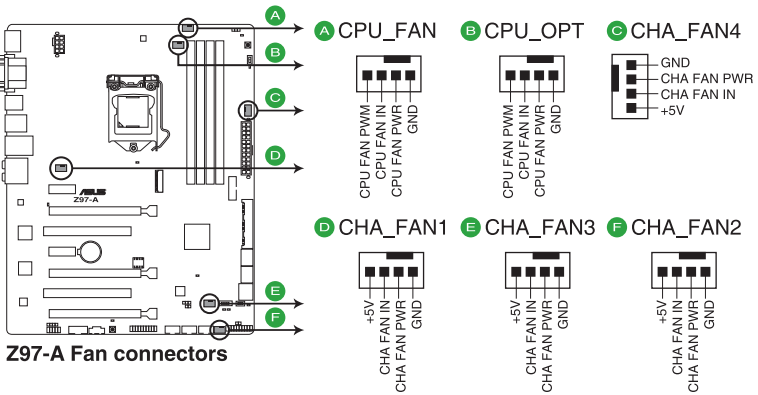 A
B
C
D
E
F
A CPU_FAN
CPU FAN PWM
CPU FAN IN
CPU FAN PWR
GND
B CPU_OPT
CPU FAN PWM
CPU FAN IN
CPU FAN PWR
GND
C CHA_FAN4
GND
CHA FAN PWR
CHA FAN IN
+5V
D CHA_FAN1
+5V
CHA FAN IN
CHA FAN PWR
GND
E CHA_FAN3
+5V
CHA FAN IN
CHA FAN PWR
GND
F CHA_FAN2
+5V
CHA FAN IN
CHA FAN PWR
GND
ASUS
Z97-A
Z97-A Fan connectors